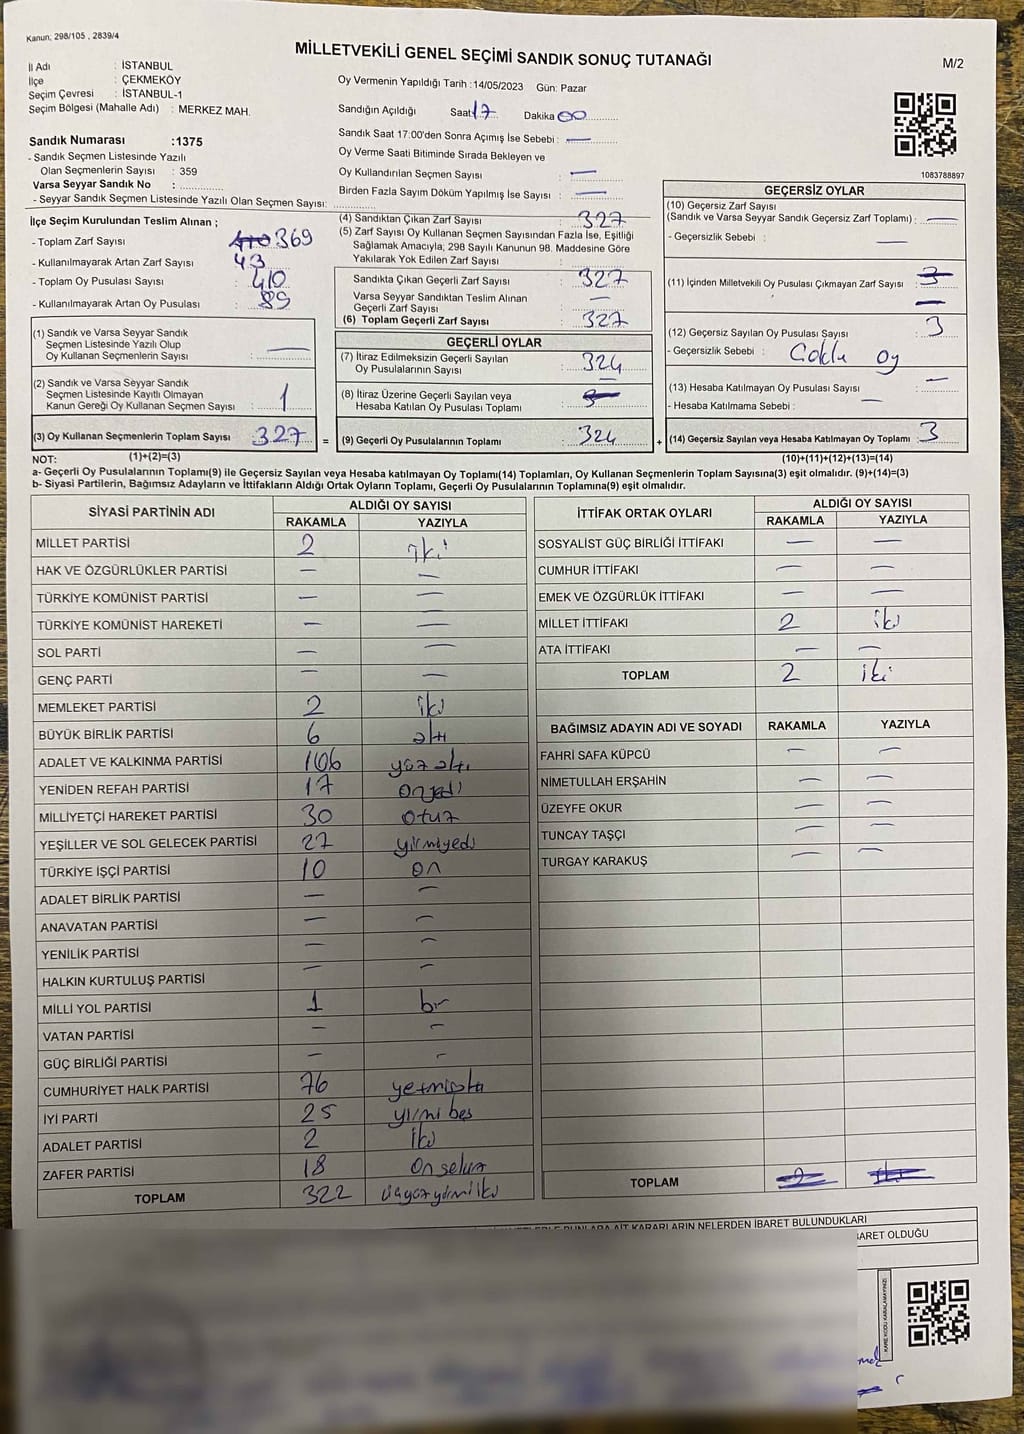 Kanun: 298/105 , 2839/4
MİLLETVEKİLİ GENEL SEÇİMİ SANDIK SONUÇ TUTANAĞI
M/2
İl Adı : İSTANBUL
İlçe : ÇEKMEKÖY
Seçim Çevresi : İSTANBUL-1
Seçim Bölgesi (Mahalle Adı) : MERKEZ MAH.
Sandık Numarası :1375
- Sandık Seçmen Listesinde Yazılı
Olan Seçmenlerin Sayısı : 359
Varsa Seyyar Sandık No :
- Seyyar Sandık Seçmen Listesinde Yazılı Olan Seçmen Sayısı:
Oy Vermenin Yapıldığı Tarih :14/05/2023 Gün: Pazar
Sandığın Açıldığı Saat 17 Dakika 00
Sandık Saat 17:00'den Sonra Açımış İse Sebebi : —
Oy Verme Saati Bitiminde Sırada Bekleyen ve
Oy Kullandırılan Seçmen Sayısı : —
Birden Fazla Sayım Döküm Yapılmış İse Sayısı : —
1083788897
İlçe Seçim Kurulundan Teslim Alınan ;
- Toplam Zarf Sayısı : 410 369
- Kullanılmayarak Artan Zarf Sayısı : 43
- Toplam Oy Pusulası Sayısı : 410
- Kullanılmayarak Artan Oy Pusulası : 89
(1) Sandık ve Varsa Seyyar Sandık
Seçmen Listesinde Yazılı Olup
Oy Kullanan Seçmenlerin Sayısı : —
(2) Sandık ve Varsa Seyyar Sandık
Seçmen Listesinde Kayıtlı Olmayan
Kanun Gereği Oy Kullanan Seçmen Sayısı : 1
(3) Oy Kullanan Seçmenlerin Toplam Sayısı : 327 =
(4) Sandıktan Çıkan Zarf Sayısı : 327
(5) Zarf Sayısı Oy Kullanan Seçmen Sayısından Fazla İse, Eşitliği
Sağlamak Amacıyla; 298 Sayılı Kanunun 98. Maddesine Göre
Yakılarak Yok Edilen Zarf Sayısı :
Sandıkta Çıkan Geçerli Zarf Sayısı : 327
Varsa Seyyar Sandıktan Teslim Alınan
Geçerli Zarf Sayısı : —
(6) Toplam Geçerli Zarf Sayısı : 327
GEÇERLİ OYLAR
(7) İtiraz Edilmeksizin Geçerli Sayılan
Oy Pusulalarının Sayısı : 324
(8) İtiraz Üzerine Geçerli Sayılan veya
Hesaba Katılan Oy Pusulası Toplamı : — 3
(9) Geçerli Oy Pusulalarının Toplamı : 324 +
GEÇERSİZ OYLAR
(10) Geçersiz Zarf Sayısı
(Sandık ve Varsa Seyyar Sandık Geçersiz Zarf Toplamı) : —
- Geçersizlik Sebebi : —
(11) İçinden Milletvekili Oy Pusulası Çıkmayan Zarf Sayısı : 3 —
(12) Geçersiz Sayılan Oy Pusulası Sayısı : 3
- Geçersizlik Sebebi : Çoklu oy
(13) Hesaba Katılmayan Oy Pusulası Sayısı : —
- Hesaba Katılmama Sebebi : —
(14) Geçersiz Sayılan veya Hesaba Katılmayan Oy Toplamı : 3
NOT: (1)+(2)=(3) (10)+(11)+(12)+(13)=(14)
a- Geçerli Oy Pusulalarının Toplamı(9) ile Geçersiz Sayılan veya Hesaba katılmayan Oy Toplamı(14) Toplamları, Oy Kullanan Seçmenlerin Toplam Sayısına(3) eşit olmalıdır. (9)+(14)=(3)
b- Siyasi Partilerin, Bağımsız Adayların ve İttifakların Aldığı Ortak Oyların Toplamı, Geçerli Oy Pusulalarının Toplamına(9) eşit olmalıdır.
SİYASİ PARTİNİN ADI ALDIĞI OY SAYISI
RAKAMLA YAZIYLA
MİLLET PARTİSİ 2 iki
HAK VE ÖZGÜRLÜKLER PARTİSİ — —
TÜRKİYE KOMÜNİST PARTİSİ — —
TÜRKİYE KOMÜNİST HAREKETİ — —
SOL PARTİ — —
GENÇ PARTİ — —
MEMLEKET PARTİSİ 2 iki
BÜYÜK BİRLİK PARTİSİ 6 altı
ADALET VE KALKINMA PARTİSİ 106 yüz altı
YENİDEN REFAH PARTİSİ 17 onyedi
MİLLİYETÇİ HAREKET PARTİSİ 30 otuz
YEŞİLLER VE SOL GELECEK PARTİSİ 27 yirmiyedi
TÜRKİYE İŞÇİ PARTİSİ 10 on
ADALET BİRLİK PARTİSİ — —
ANAVATAN PARTİSİ — —
YENİLİK PARTİSİ — —
HALKIN KURTULUŞ PARTİSİ — —
MİLLİ YOL PARTİSİ 1 bir
VATAN PARTİSİ — —
GÜÇ BİRLİĞİ PARTİSİ — —
CUMHURİYET HALK PARTİSİ 76 yetmişaltı
İYİ PARTİ 25 yirmi beş
ADALET PARTİSİ 2 iki
ZAFER PARTİSİ 18 on sekiz
TOPLAM 322 üçyüzyirmiiki
İTTİFAK ORTAK OYLARI ALDIĞI OY SAYISI
RAKAMLA YAZIYLA
SOSYALİST GÜÇ BİRLİĞİ İTTİFAKI — —
CUMHUR İTTİFAKI — —
EMEK VE ÖZGÜRLÜK İTTİFAKI — —
MİLLET İTTİFAKI 2 iki
ATA İTTİFAKI — —
TOPLAM 2 iki
BAĞIMSIZ ADAYIN ADI VE SOYADI RAKAMLA YAZIYLA
FAHRİ SAFA KÜPCÜ — —
NİMETULLAH ERŞAHİN — —
ÜZEYFE OKUR — —
TUNCAY TAŞÇI — —
TURGAY KARAKUŞ — —
TOPLAM 2 iki
BUNLARA AİT KARARLARIN NELERDEN İBARET BULUNDUKLARI
BARET OLDUĞU
KARE KODU KARALAMAYINIZ!